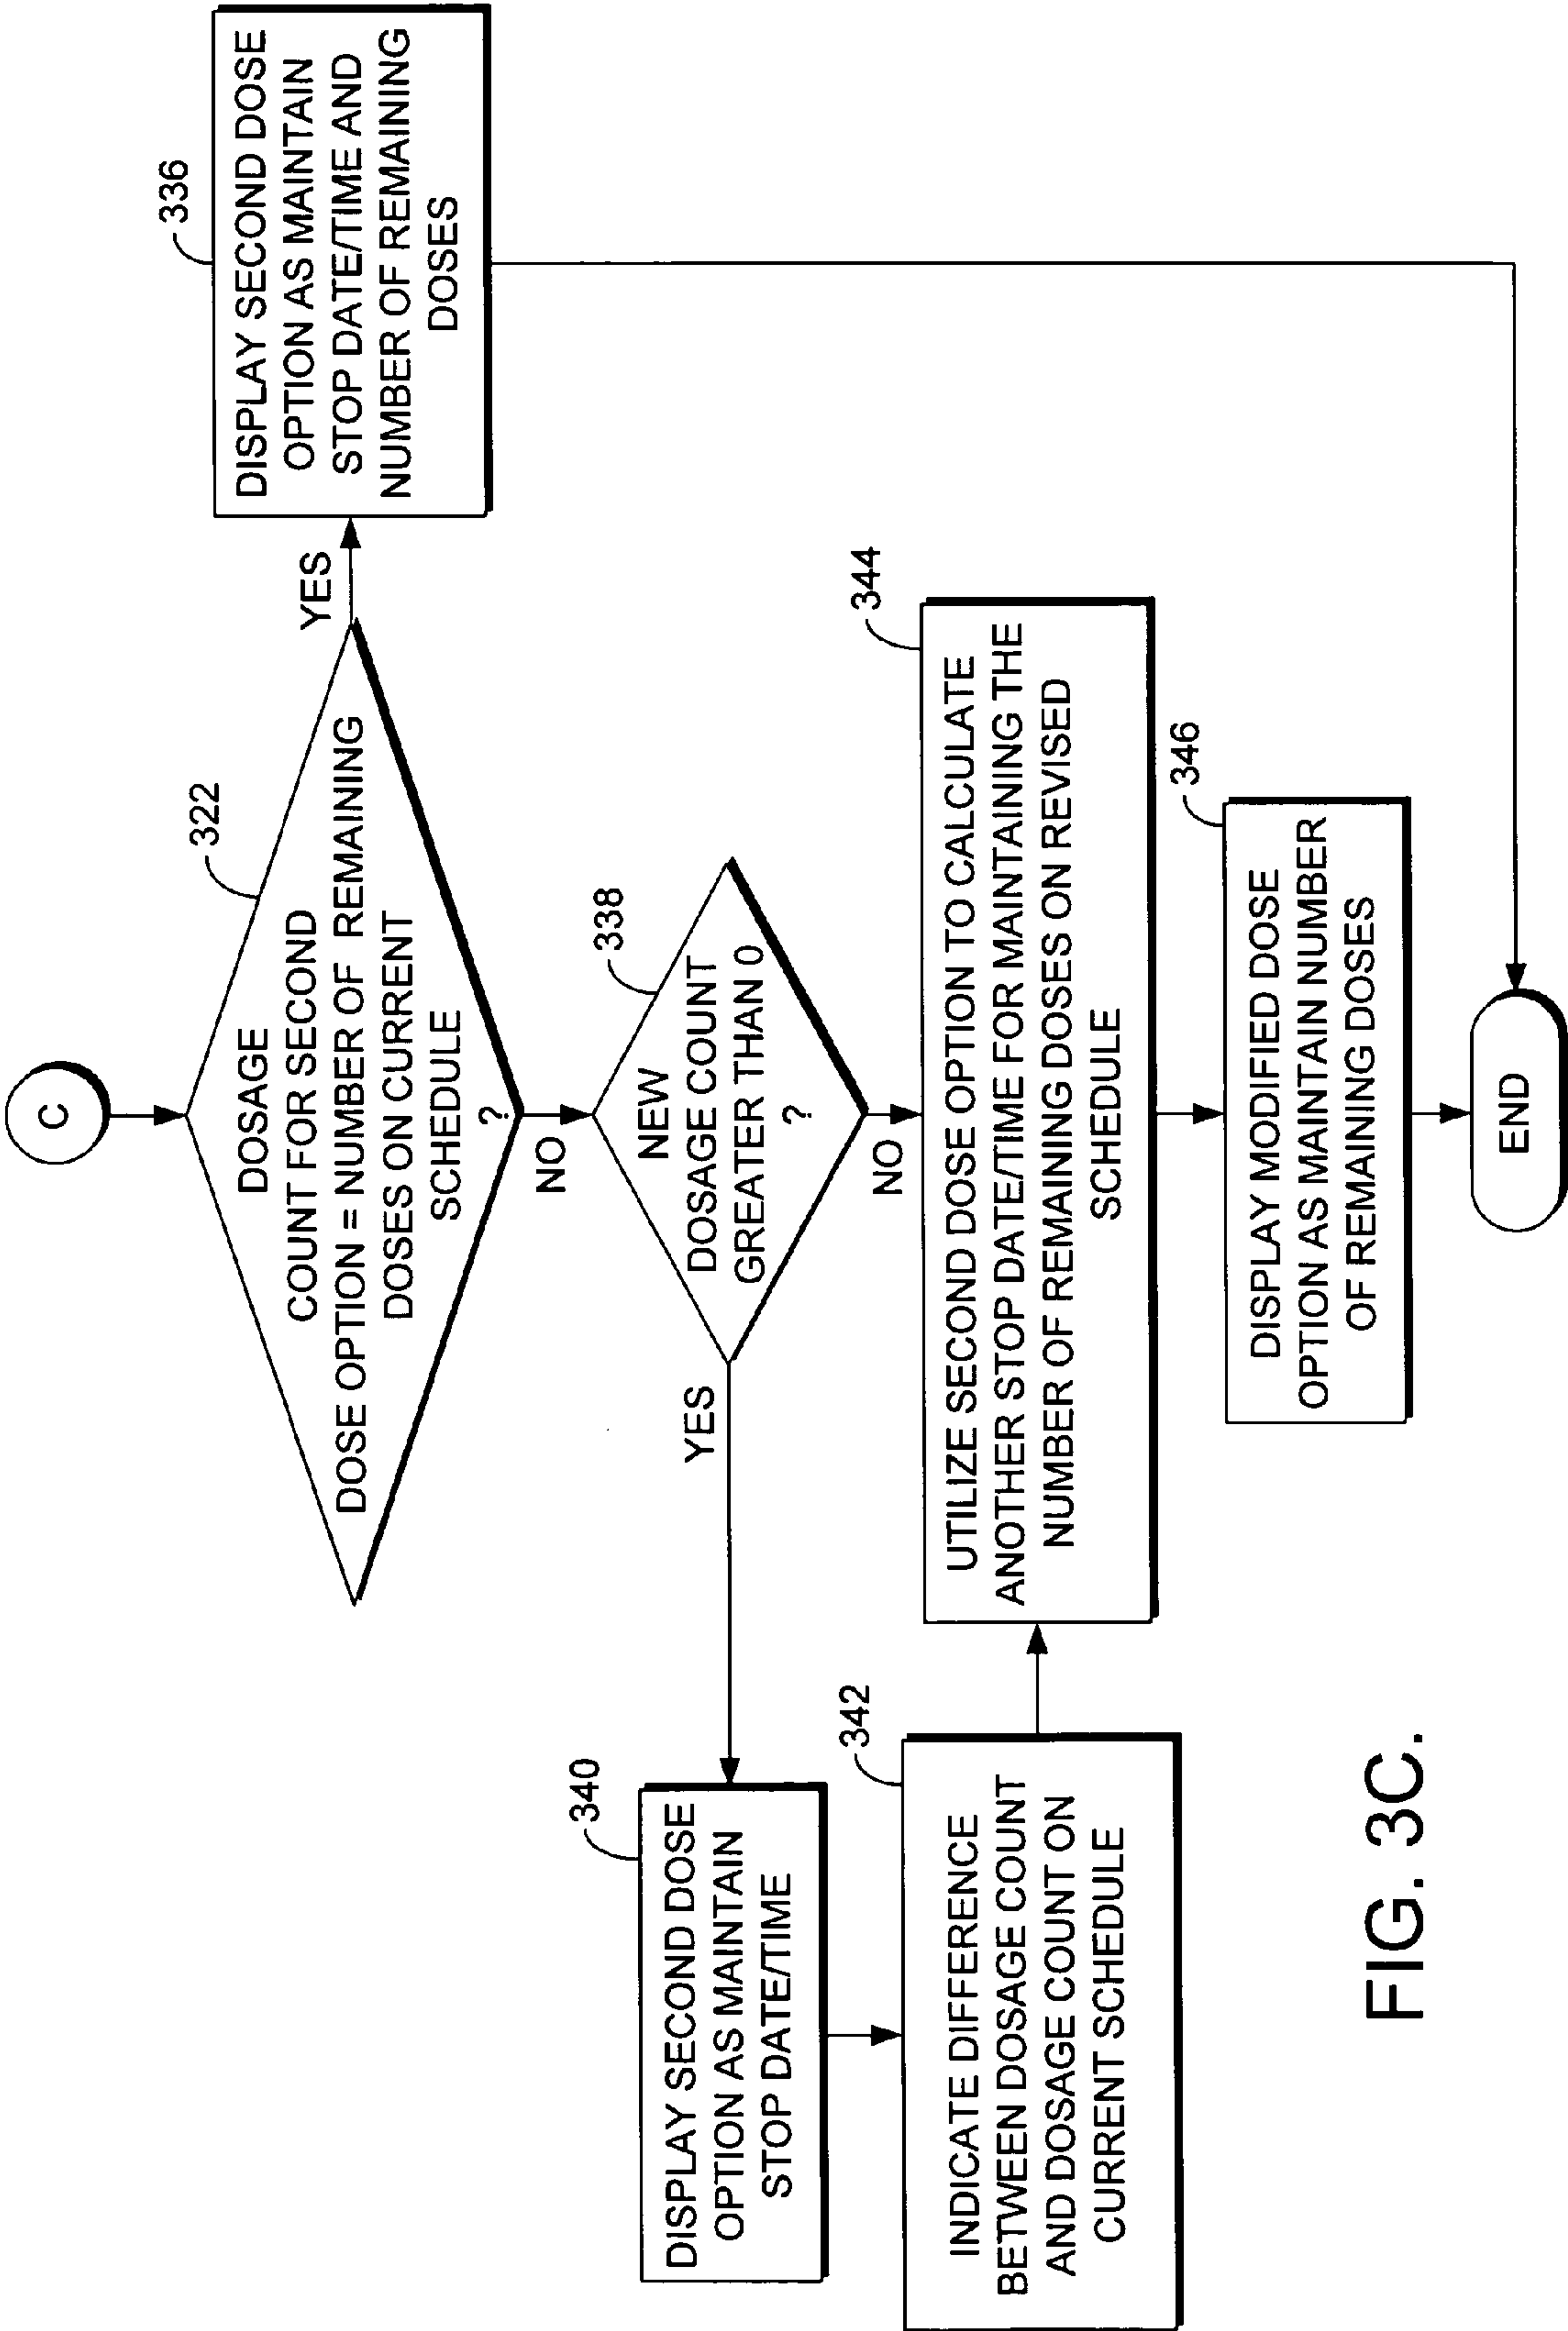 C
322
DOSAGE
COUNT FOR SECOND
DOSE OPTION = NUMBER OF REMAINING
DOSES ON CURRENT
SCHEDULE
?
YES
336
DISPLAY SECOND DOSE
OPTION AS MAINTAIN
STOP DATE/TIME AND
NUMBER OF REMAINING
DOSES
NO
338
NEW
DOSAGE COUNT
GREATER THAN 0
?
YES
340
DISPLAY SECOND DOSE
OPTION AS MAINTAIN
STOP DATE/TIME
342
INDICATE DIFFERENCE
BETWEEN DOSAGE COUNT
AND DOSAGE COUNT ON
CURRENT SCHEDULE
NO
344
UTILIZE SECOND DOSE OPTION TO CALCULATE
ANOTHER STOP DATE/TIME FOR MAINTAINING THE
NUMBER OF REMAINING DOSES ON REVISED
SCHEDULE
346
DISPLAY MODIFIED DOSE
OPTION AS MAINTAIN NUMBER
OF REMAINING DOSES
END
FIG. 3C.